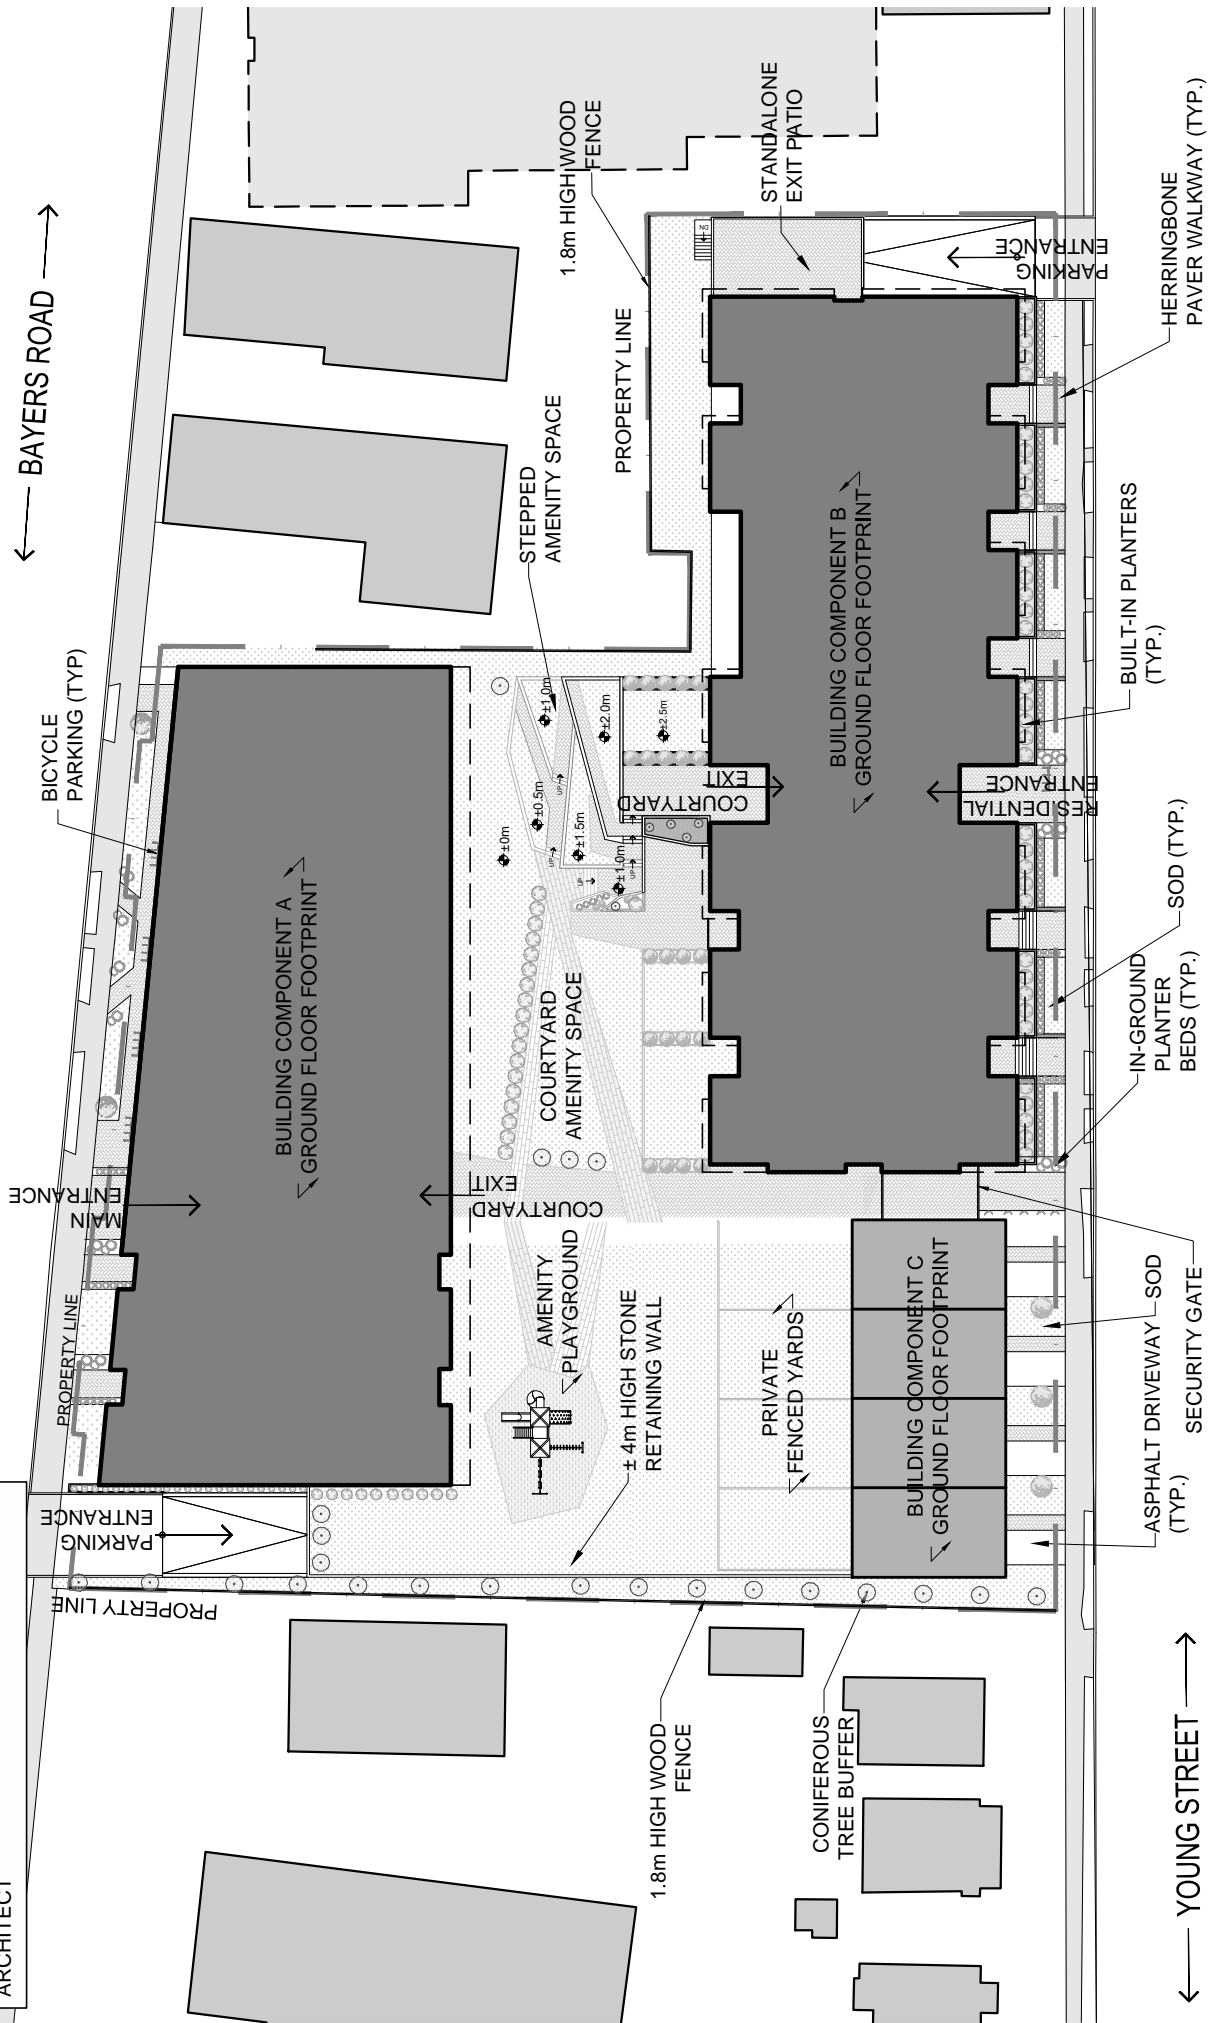 BAYERS ROAD
1.8m HIGH WOOD
FENCE
STANDALONE
EXIT PATIO
HERRINGBONE
PAVER WALKWAY (TYP.)
DN
PARKING
ENTRANCE
PROPERTY LINE
STEPPED
AMENITY SPACE
BUILDING COMPONENT B
GROUND FLOOR FOOTPRINT
BUILT-IN PLANTERS
(TYP.)
BICYCLE
PARKING (TYP)
±1.0m
±2.0m
±2.5m
±0.5m
±0m
±1.5m
±1.0m
UP
UP
UP
UP
COURTYARD
EXIT
RESIDENTIAL
ENTRANCE
SOD (TYP.)
BUILDING COMPONENT A
GROUND FLOOR FOOTPRINT
COURTYARD
AMENITY SPACE
IN-GROUND
PLANTER
BEDS (TYP.)
MAIN
ENTRANCE
COURTYARD
EXIT
PROPERTY LINE
AMENITY
PLAYGROUND
± 4m HIGH STONE
RETAINING WALL
PRIVATE
FENCED YARDS
BUILDING COMPONENT C
GROUND FLOOR FOOTPRINT
SOD
ASPHALT DRIVEWAY
(TYP.)
SECURITY GATE
PARKING
ENTRANCE
PROPERTY LINE
1.8m HIGH WOOD
FENCE
CONIFEROUS
TREE BUFFER
YOUNG STREET
ARCHITECT